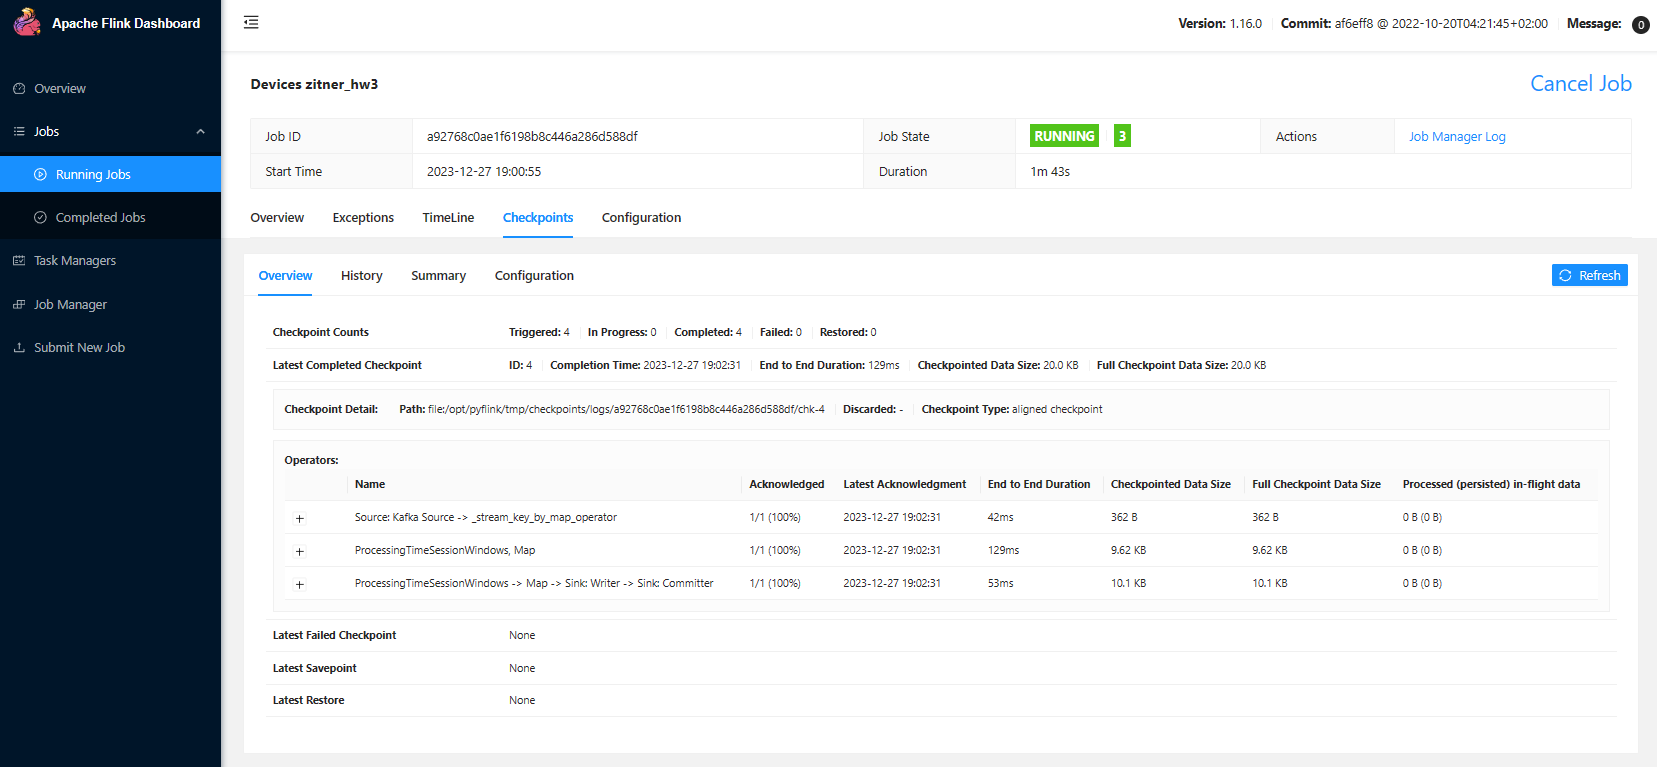 Apache Flink Dashboard
Version: 1.16.0 Commit: af6eff8 @ 2022-10-20T04:21:45+02:00 Message: 0
Overview
Jobs
Running Jobs
Completed Jobs
Task Managers
Job Manager
Submit New Job
Devices zitner_hw3
Cancel Job
Job ID a92768c0ae1f6198b8c446a286d588df Job State RUNNING 3 Actions Job Manager Log
Start Time 2023-12-27 19:00:55 Duration 1m 43s
Overview Exceptions TimeLine Checkpoints Configuration
Overview History Summary Configuration Refresh
Checkpoint Counts Triggered: 4 In Progress: 0 Completed: 4 Failed: 0 Restored: 0
Latest Completed Checkpoint ID: 4 Completion Time: 2023-12-27 19:02:31 End to End Duration: 129ms Checkpointed Data Size: 20.0 KB Full Checkpoint Data Size: 20.0 KB
Checkpoint Detail: Path: file:/opt/pyflink/tmp/checkpoints/logs/a92768c0ae1f6198b8c446a286d588df/chk-4 Discarded: - Checkpoint Type: aligned checkpoint
Operators:
Name Acknowledged Latest Acknowledgment End to End Duration Checkpointed Data Size Full Checkpoint Data Size Processed (persisted) in-flight data
+ Source: Kafka Source -> _stream_key_by_map_operator 1/1 (100%) 2023-12-27 19:02:31 42ms 362 B 362 B 0 B (0 B)
+ ProcessingTimeSessionWindows, Map 1/1 (100%) 2023-12-27 19:02:31 129ms 9.62 KB 9.62 KB 0 B (0 B)
+ ProcessingTimeSessionWindows -> Map -> Sink: Writer -> Sink: Committer 1/1 (100%) 2023-12-27 19:02:31 53ms 10.1 KB 10.1 KB 0 B (0 B)
Latest Failed Checkpoint None
Latest Savepoint None
Latest Restore None